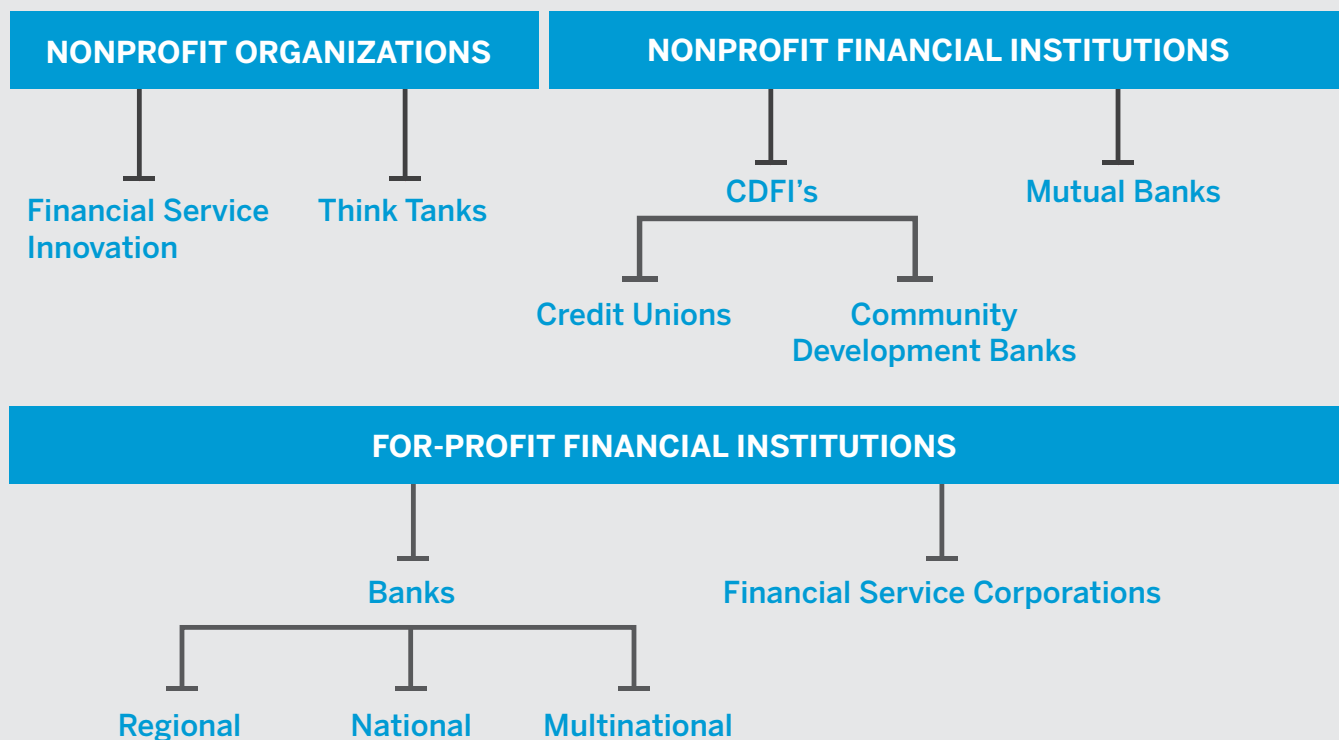 NONPROFIT ORGANIZATIONS
NONPROFIT FINANCIAL INSTITUTIONS
Financial Service
Innovation
Think Tanks
CDFI's
Mutual Banks
Credit Unions
Community
Development Banks
FOR-PROFIT FINANCIAL INSTITUTIONS
Banks
Financial Service Corporations
Regional
National
Multinational